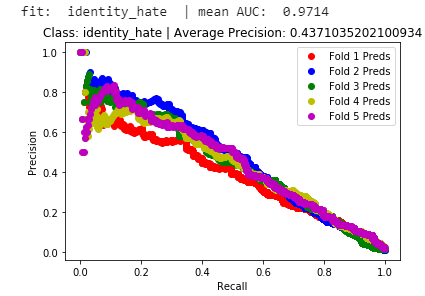 fit:  identity_hate  | mean AUC:  0.9714
Class: identity_hate | Average Precision: 0.4371035202100934
Fold 1 Preds
Fold 2 Preds
Fold 3 Preds
Fold 4 Preds
Fold 5 Preds
Precision
1.0
0.8
0.6
0.4
0.2
0.0
0.0 0.2 0.4 0.6 0.8 1.0
Recall